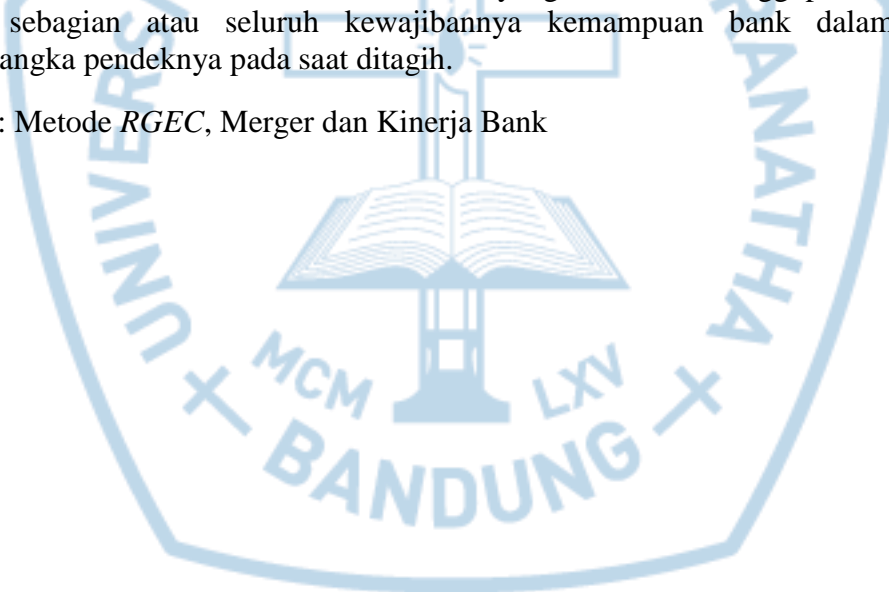 sebagian atau seluruh kewajibannya kemampuan bank dalam
angka pendeknya pada saat ditagih.
: Metode RGEC, Merger dan Kinerja Bank
MCM LXV
BANDUNG